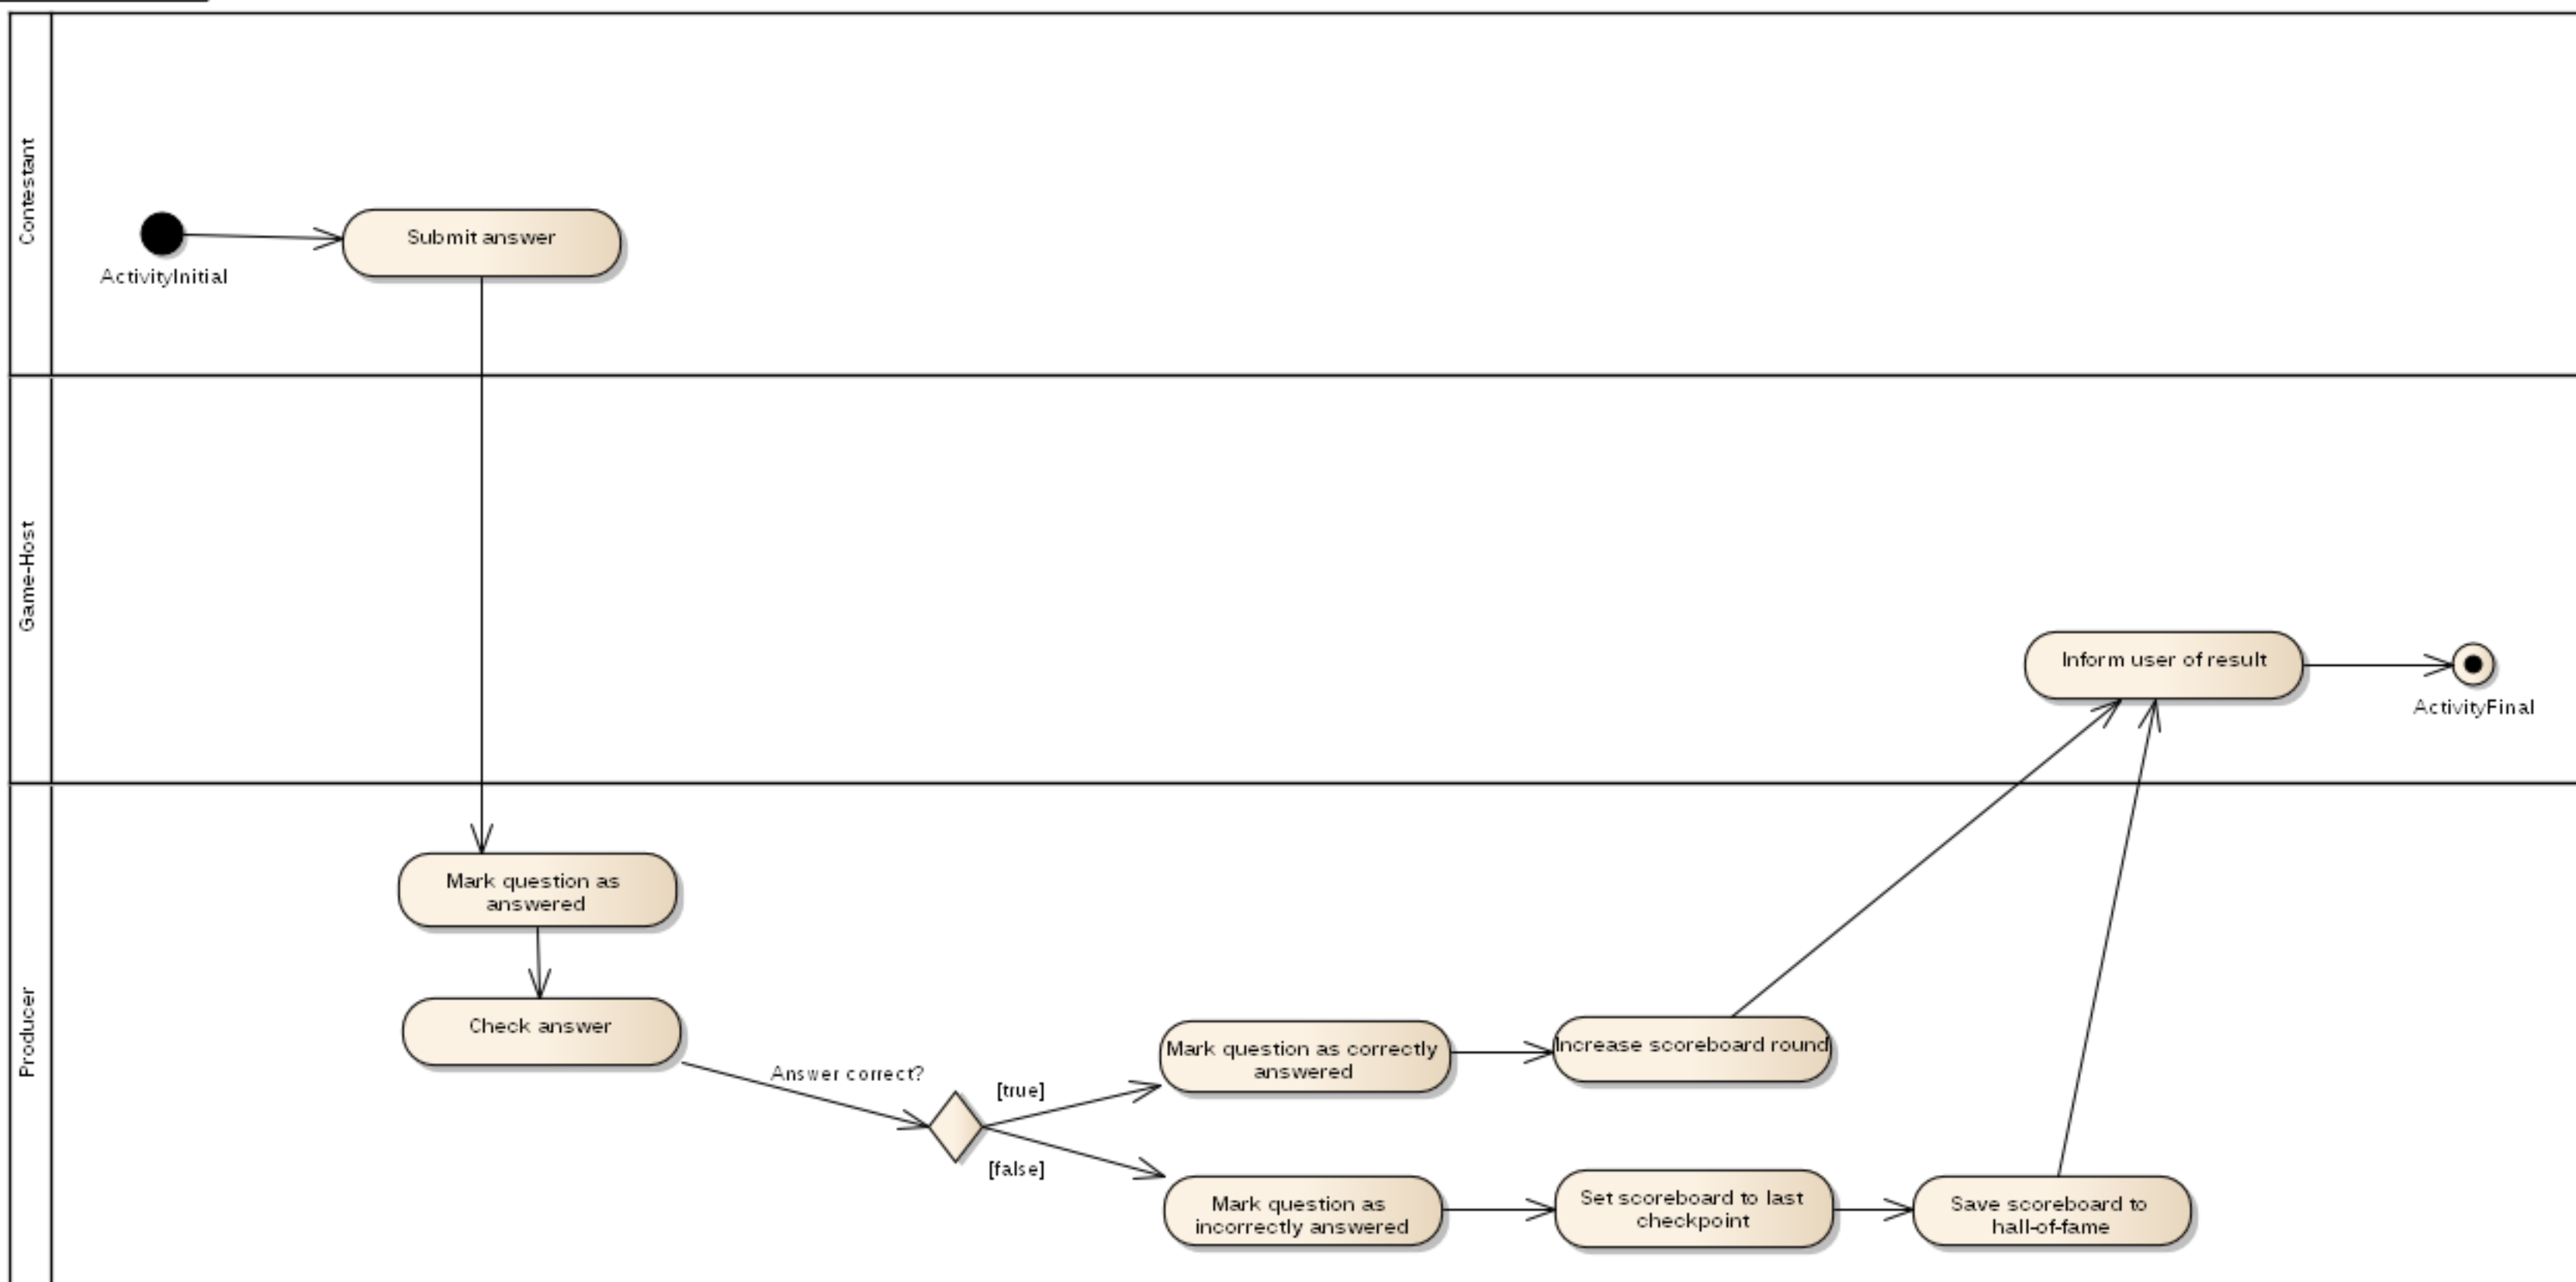 Contestant
ActivityInitial
Submit answer
Game-Host
Inform user of result
ActivityFinal
Producer
Mark question as
answered
Check answer
Answer correct?
[true]
[false]
Mark question as correctly
answered
Increase scoreboard round
Mark question as
incorrectly answered
Set scoreboard to last
checkpoint
Save scoreboard to
hall-of-fame